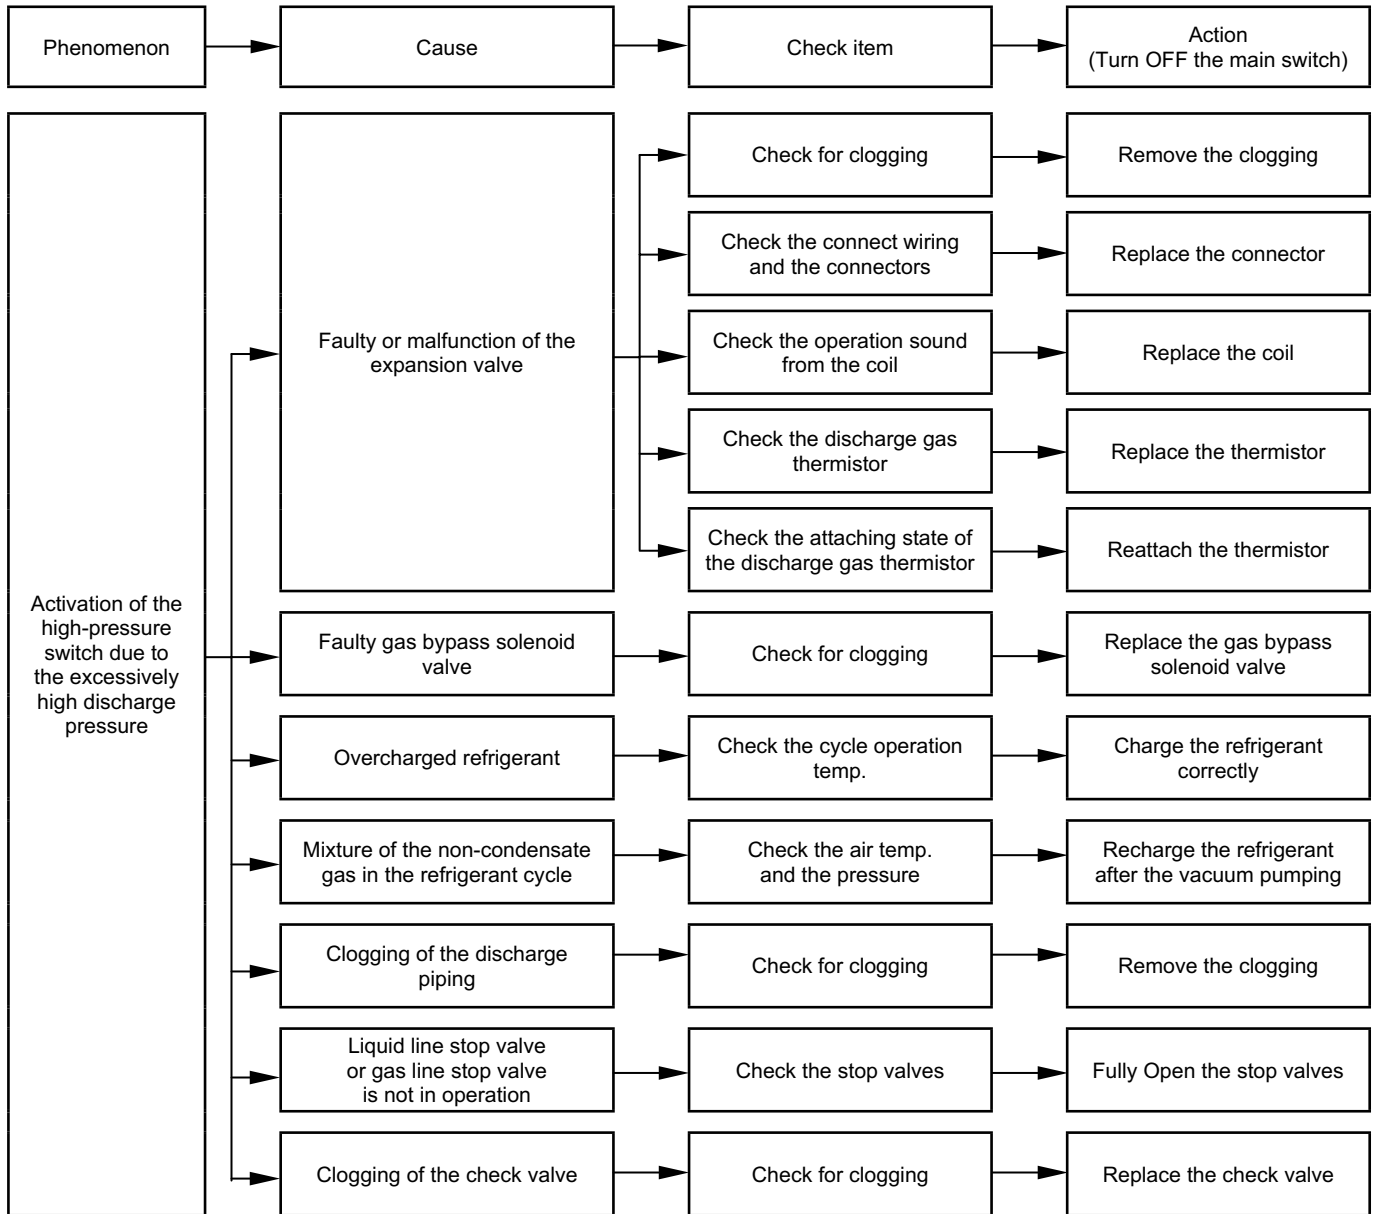 Phenomenon
Cause
Check item
Action
(Turn OFF the main switch)
Activation of the
high-pressure
switch due to
the excessively
high discharge
pressure
Faulty or malfunction of the
expansion valve
Check for clogging
Remove the clogging
Check the connect wiring
and the connectors
Replace the connector
Check the operation sound
from the coil
Replace the coil
Check the discharge gas
thermistor
Replace the thermistor
Check the attaching state of
the discharge gas thermistor
Reattach the thermistor
Faulty gas bypass solenoid
valve
Check for clogging
Replace the gas bypass
solenoid valve
Overcharged refrigerant
Check the cycle operation
temp.
Charge the refrigerant
correctly
Mixture of the non-condensate
gas in the refrigerant cycle
Check the air temp.
and the pressure
Recharge the refrigerant
after the vacuum pumping
Clogging of the discharge
piping
Check for clogging
Remove the clogging
Liquid line stop valve
or gas line stop valve
is not in operation
Check the stop valves
Fully Open the stop valves
Clogging of the check valve
Check for clogging
Replace the check valve